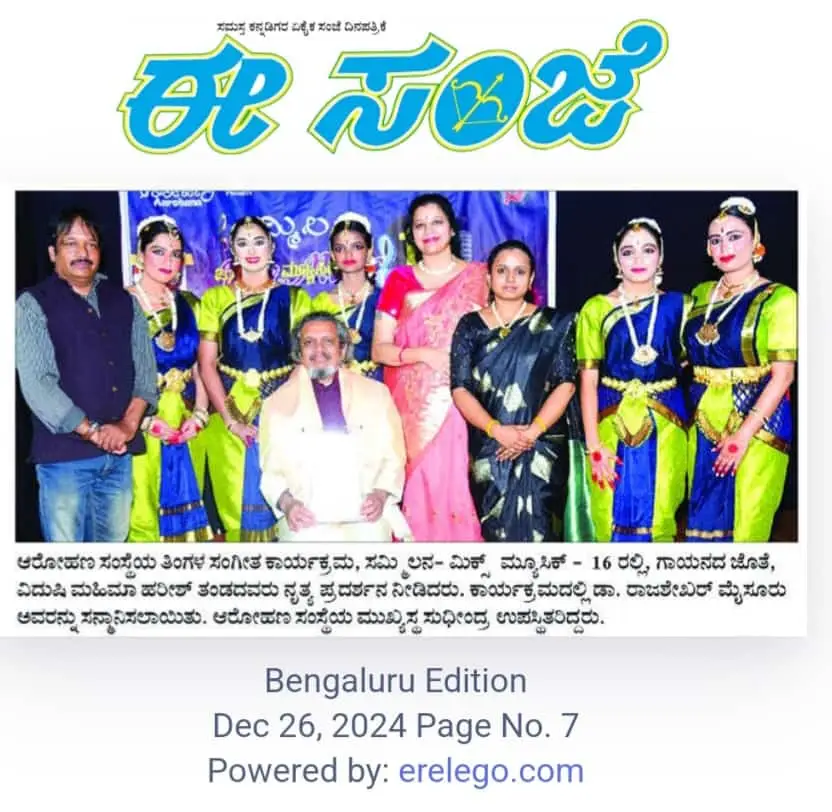 ಸಮಸ್ತ ಕನ್ನಡಿಗರ ಏಕೈಕ ಸಂಜೆ ದಿನಪತ್ರಿಕೆ
ಈ ಸಂಜೆ
Aarohana
ಮ್ಮಿಲನ
ಆರೋಹಣ ಸಂಸ್ಥೆಯ ತಿಂಗಳ ಸಂಗೀತ ಕಾರ್ಯಕ್ರಮ, ಸಮ್ಮಿಲನ- ಮಿಕ್ಸ್ ಮ್ಯೂಸಿಕ್ - 16 ರಲ್ಲಿ, ಗಾಯನದ ಜೊತೆ,
ವಿದುಷಿ ಮಹಿಮಾ ಹರೀಶ್ ತಂಡದವರು ನೃತ್ಯ ಪ್ರದರ್ಶನ ನೀಡಿದರು. ಕಾರ್ಯಕ್ರಮದಲ್ಲಿ ಡಾ. ರಾಜಶೇಖರ್ ಮೈಸೂರು
ಅವರನ್ನು ಸನ್ಮಾನಿಸಲಾಯಿತು. ಆರೋಹಣ ಸಂಸ್ಥೆಯ ಮುಖ್ಯಸ್ಥ ಸುಧೀಂದ್ರ ಉಪಸ್ಥಿತರಿದ್ದರು.
Bengaluru Edition
Dec 26, 2024 Page No. 7
Powered by: erelego.com